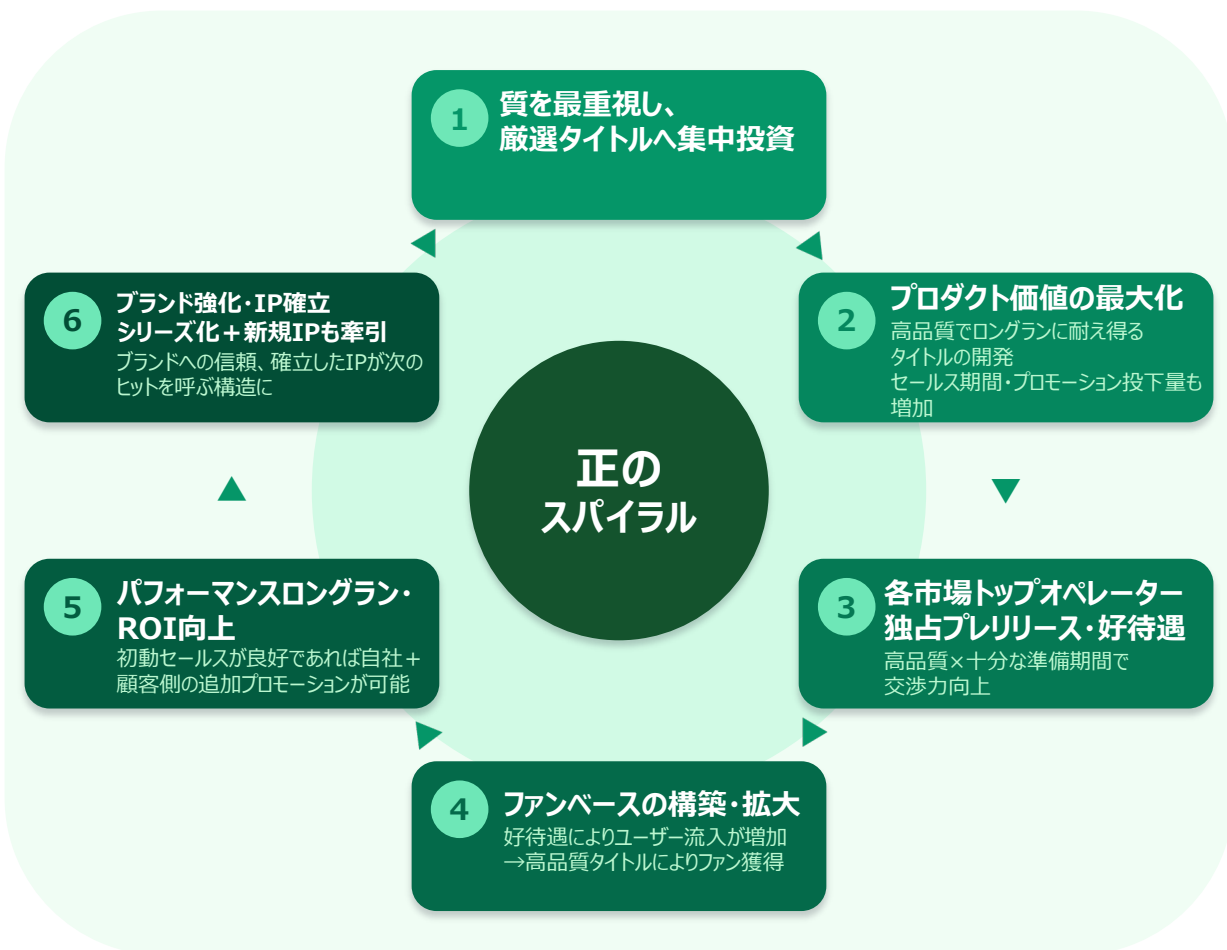 1
質を最重視し、
厳選タイトルへ集中投資
2
プロダクト価値の最大化
高品質でロングランに耐え得る
タイトルの開発
セールス期間・プロモーション投下量も
増加
3
各市場トップオペレーター
独占プレリリース・好待遇
高品質×十分な準備期間で
交渉力向上
4
ファンベースの構築・拡大
好待遇によりユーザー流入が増加
→高品質タイトルによりファン獲得
5
パフォーマンスロングラン・
ROI向上
初動セールスが良好であれば自社＋
顧客側の追加プロモーションが可能
6
ブランド強化・IP確立
シリーズ化＋新規IPも牽引
ブランドへの信頼、確立したIPが次の
ヒットを呼ぶ構造に
正の
スパイラル